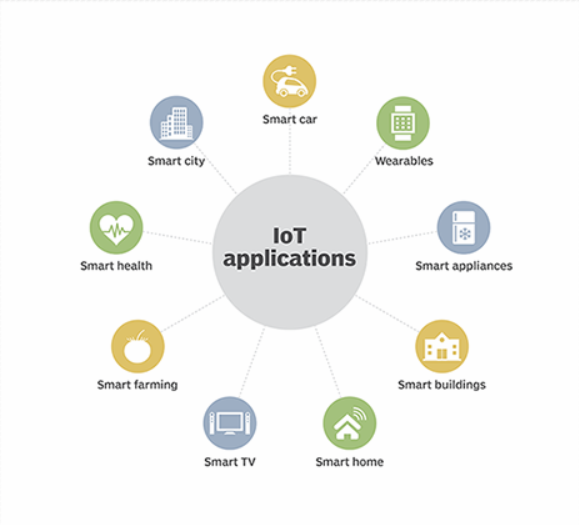 Smart car
Smart city
Wearables
IoT
applications
Smart health
Smart appliances
Smart farming
Smart buildings
Smart TV
Smart home